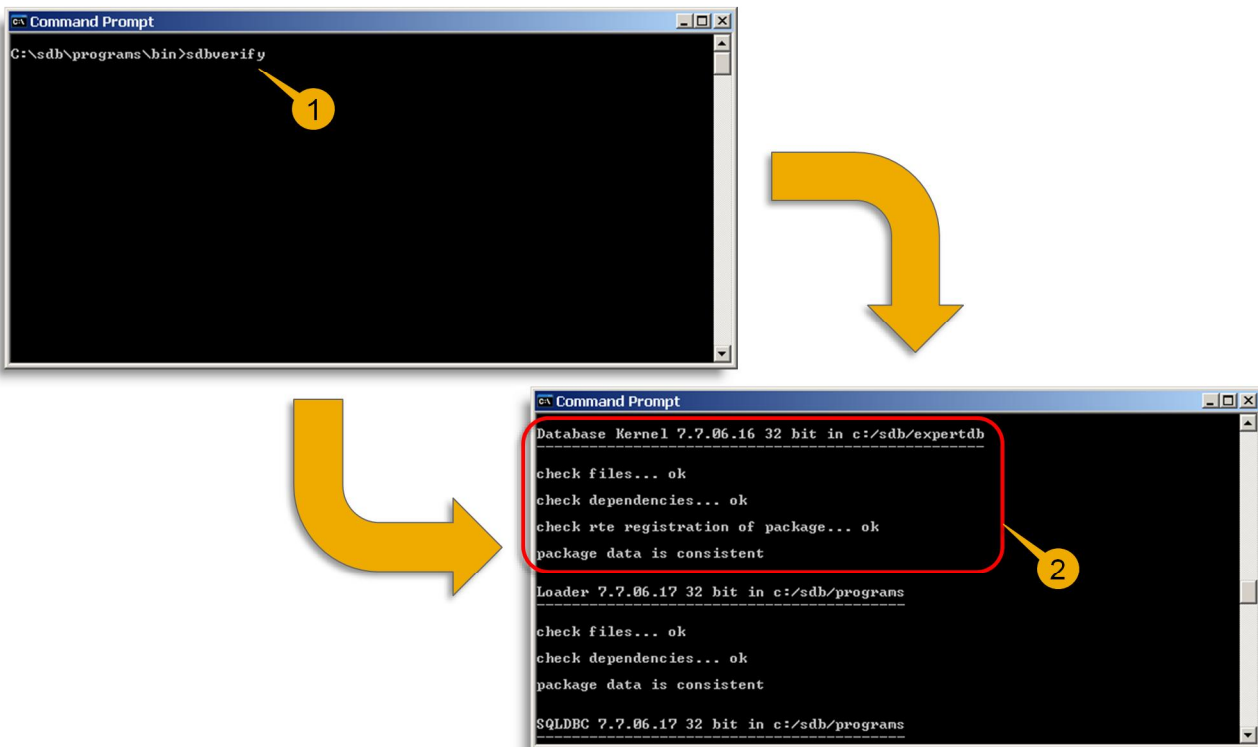 Command Prompt
C:\sdb\programs\bin>sdbverify
1
Command Prompt
Database Kernel 7.7.06.16 32 bit in c:/sdb/expertdb
check files... ok
check dependencies... ok
check rte registration of package... ok
package data is consistent
2
Loader 7.7.06.17 32 bit in c:/sdb/programs
check files... ok
check dependencies... ok
package data is consistent
SQLDBC 7.7.06.17 32 bit in c:/sdb/programs